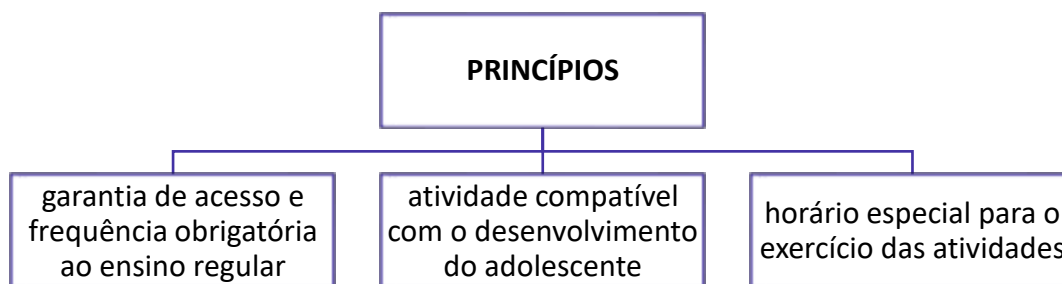 PRINCÍPIOS
garantia de acesso e
frequência obrigatória
ao ensino regular
atividade compatível
com o desenvolvimento
do adolescente
horário especial para o
exercício das atividades